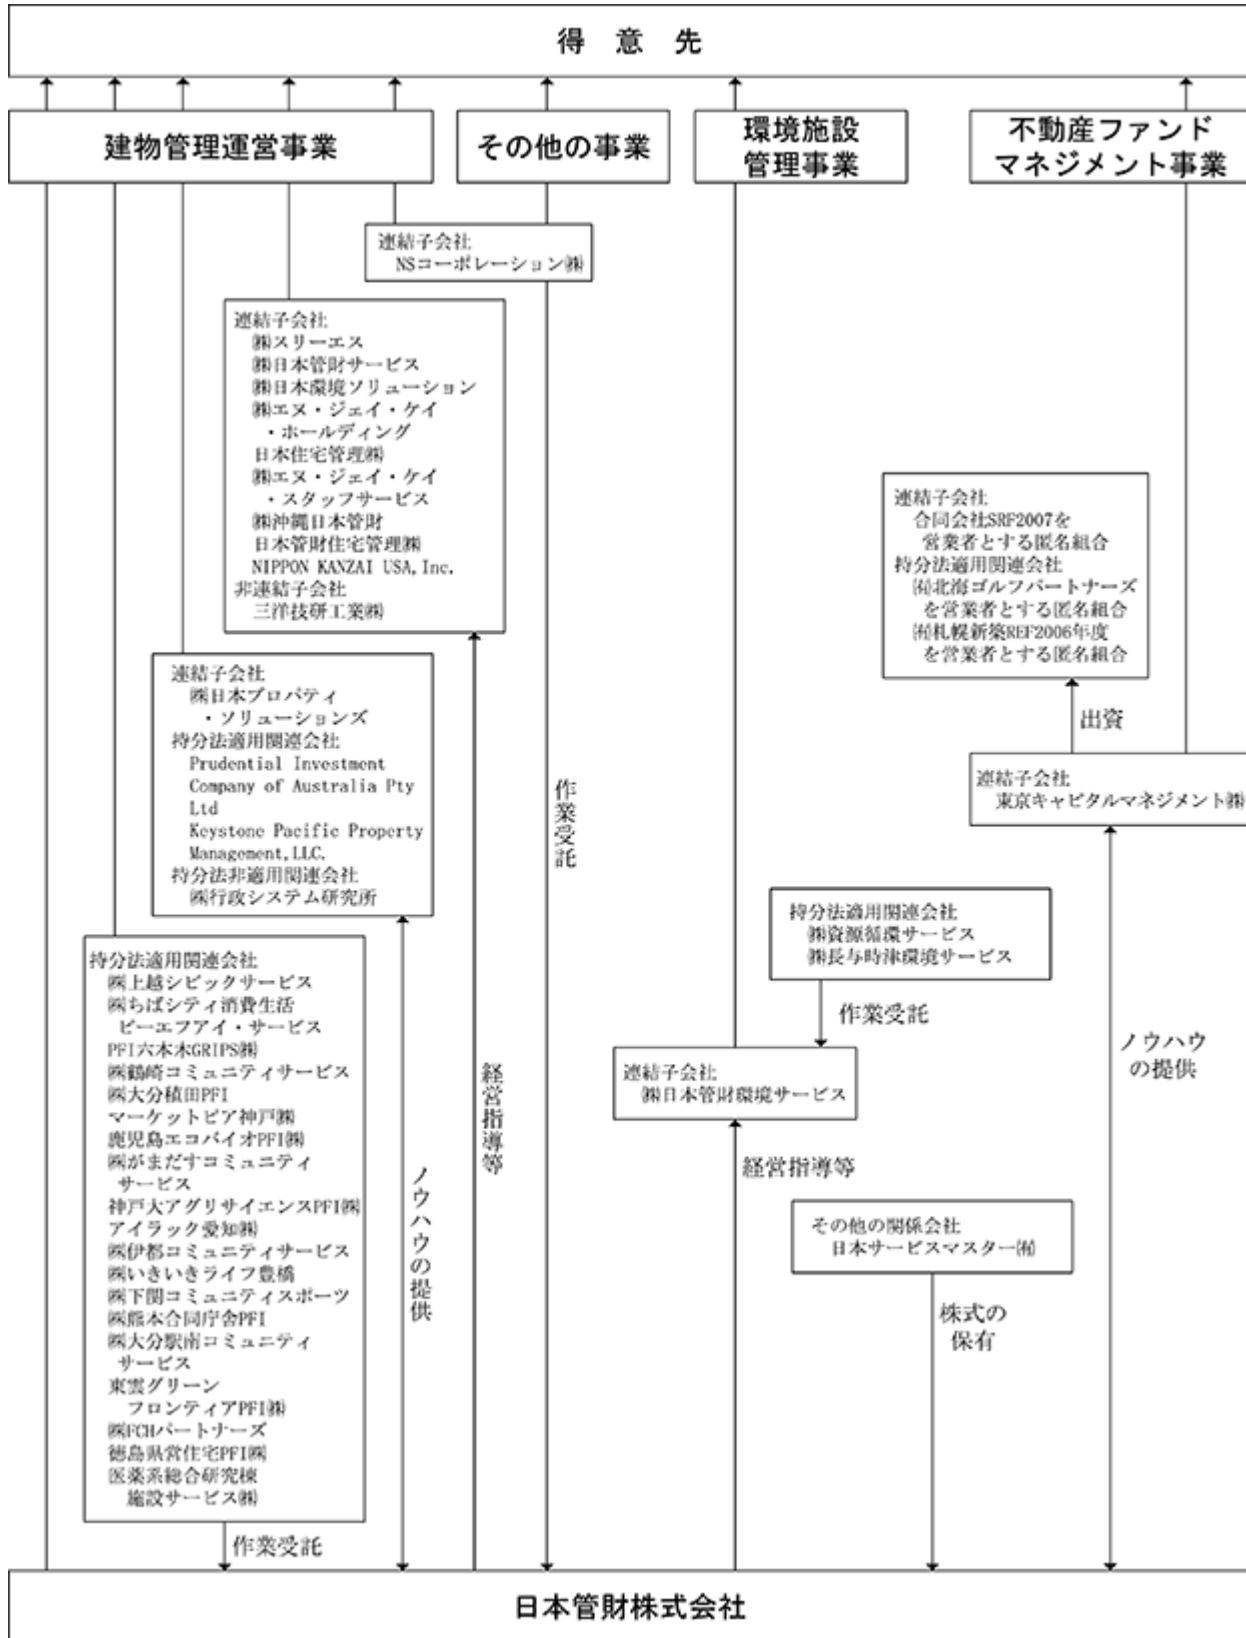 得意先
建物管理運営事業
その他の事業
環境施設
管理事業
不動産ファンド
マネジメント事業
連結子会社
NSコーポレーション㈱
連結子会社
㈱スリーエス
㈱日本管財サービス
㈱日本環境ソリューション
㈱エヌ・ジェイ・ケイ
・ホールディング
日本住宅管理㈱
㈱エヌ・ジェイ・ケイ
・スタッフサービス
㈱沖縄日本管財
日本管財住宅管理㈱
NIPPON KANZAI USA,Inc.
非連結子会社
三洋技研工業㈱
連結子会社
㈱日本プロパティ
・ソリューションズ
持分法適用関連会社
Prudential Investment
Company of Australia Pty
Ltd
Keystone Pacific Property
Management,LLC.
持分法非適用関連会社
㈱行政システム研究所
持分法適用関連会社
㈱上越シビックサービス
㈱ちばシティ消費生活
ピーエフアイ・サービス
PFI六本木GRIPS㈱
㈱鶴崎コミュニティサービス
㈱大分稙田PFI
マーケットピア神戸㈱
鹿児島エコバイオPFI㈱
㈱がまだすコミュニティ
サービス
神戸大アグリサイエンスPFI㈱
アイラック愛知㈱
㈱伊都コミュニティサービス
㈱いきいきライフ豊橋
㈱下関コミュニティスポーツ
㈱熊本合同庁舎PFI
㈱大分駅南コミュニティ
サービス
東雲グリーン
フロンティアPFI㈱
㈱FCHパートナーズ
徳島県営住宅PFI㈱
医薬系総合研究棟
施設サービス㈱
作業受託
ノウハウの提供
経営指導等
作業受託
連結子会社
合同会社SRF2007を
営業者とする匿名組合
持分法適用関連会社
㈲北海ゴルフパートナーズ
を営業者とする匿名組合
㈲札幌新築REF2006年度
を営業者とする匿名組合
出資
連結子会社
東京キャピタルマネジメント㈱
持分法適用関連会社
㈱資源循環サービス
㈱長与時津環境サービス
作業受託
連結子会社
㈱日本管財環境サービス
経営指導等
ノウハウ
の提供
その他の関係会社
日本サービスマスター㈲
株式の
保有
日本管財株式会社